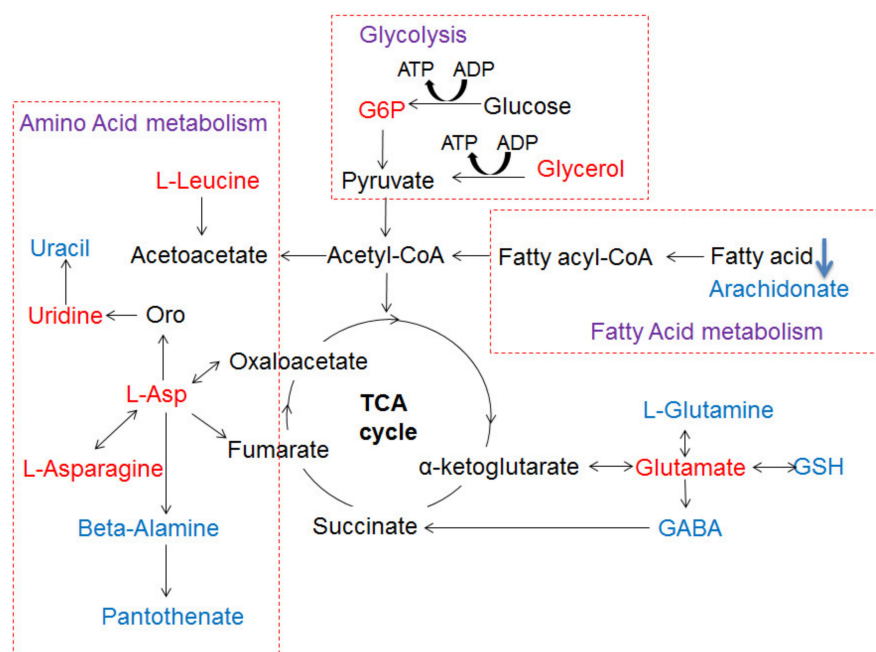 Glycolysis
ATP ADP
G6P Glucose
ATP ADP
Pyruvate Glycerol
Amino Acid metabolism
L-Leucine
Uracil Acetoacetate Acetyl-CoA Fatty acyl-CoA Fatty acid
Arachidonate
Uridine Oro
Fatty Acid metabolism
Oxaloacetate
L-Asp TCA
cycle
L-Glutamine
Fumarate
L-Asparagine α-ketoglutarate Glutamate GSH
Beta-Alamine Succinate GABA
Pantothenate